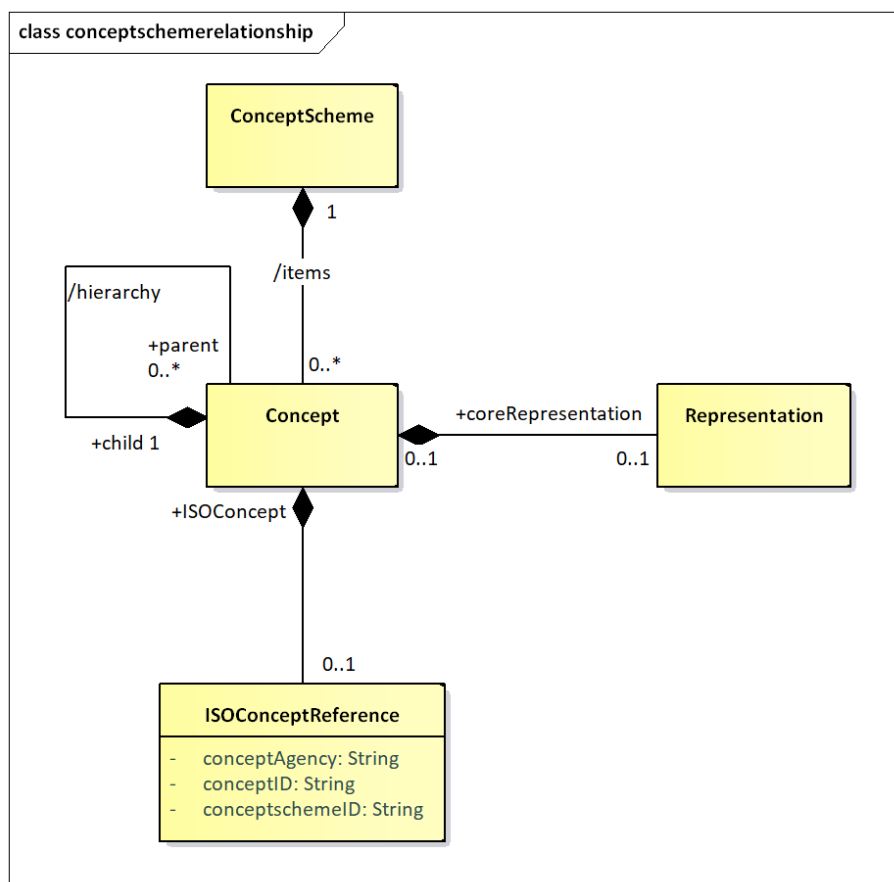 class conceptschemerelationship
ConceptScheme
1
/items
/hierarchy
+parent
0..*
0..*
Concept
+child 1
+coreRepresentation
0..1
0..1
Representation
+ISOConcept
0..1
ISOConceptReference
- conceptAgency: String
- conceptID: String
- conceptschemeID: String